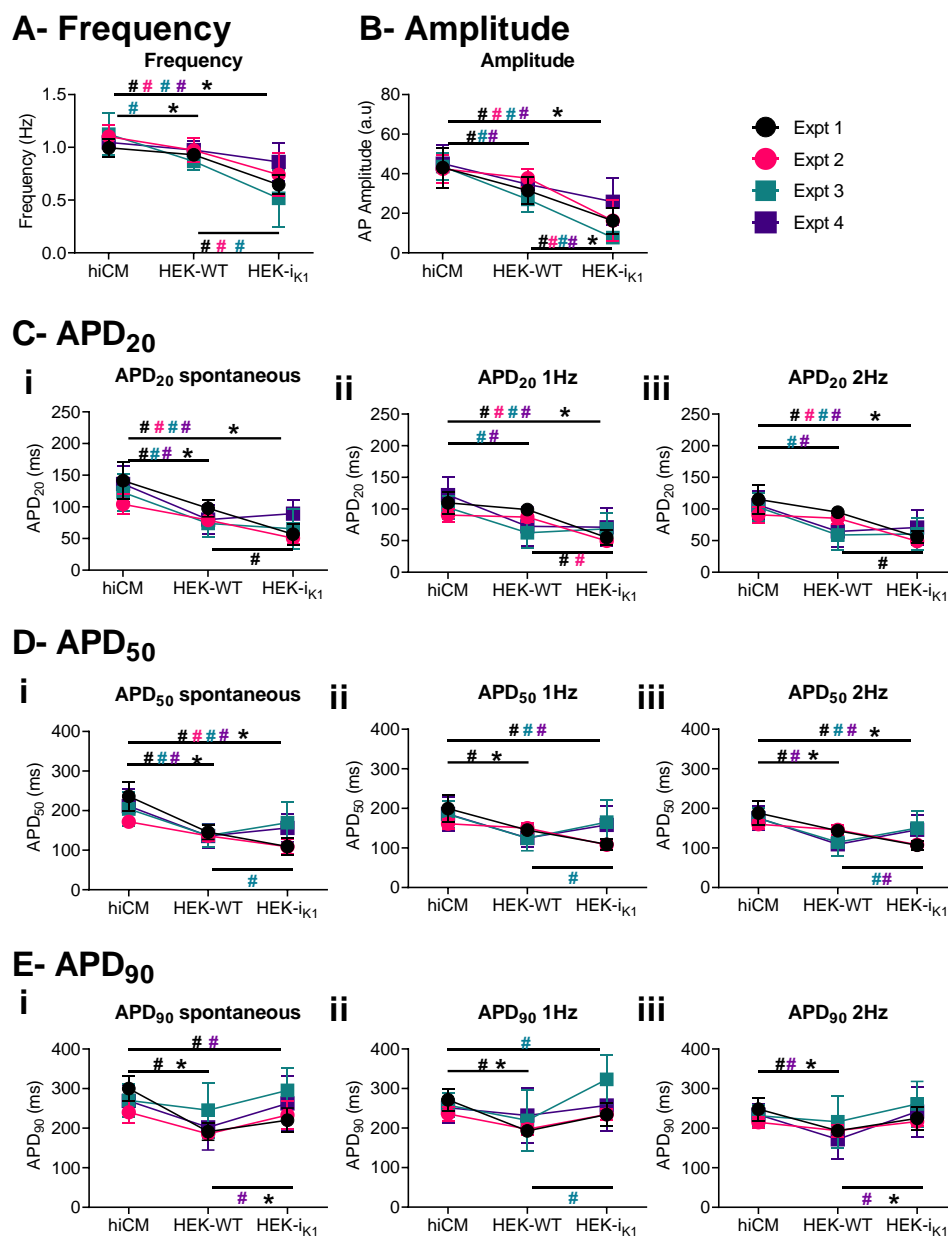 A- Frequency
Frequency
# # # # *
# *
Frequency (Hz)
1.5
1.0
0.5
0.0
hiCM HEK-WT HEK-iK1
# # #
B- Amplitude
Amplitude
# # # # *
###
AP Amplitude (a.u)
80
60
40
20
0
hiCM HEK-WT HEK-iK1
#### *
Expt 1
Expt 2
Expt 3
Expt 4
C- APD20
i
APD20 spontaneous
# # # # *
### *
APD20 (ms)
250
200
150
100
50
0
#
hiCM HEK-WT HEK-iK1
ii
APD20 1Hz
# # # # *
##
APD20 (ms)
250
200
150
100
50
0
# #
hiCM HEK-WT HEK-iK1
iii
APD20 2Hz
# # # # *
##
APD20 (ms)
250
200
150
100
50
0
#
hiCM HEK-WT HEK-iK1
D- APD50
i
APD50 spontaneous
# # # # *
# # # *
APD50 (ms)
400
300
200
100
0
#
hiCM HEK-WT HEK-iK1
ii
APD50 1Hz
# # #
# *
APD50 (ms)
400
300
200
100
0
#
hiCM HEK-WT HEK-iK1
iii
APD50 2Hz
# # # *
## *
APD50 (ms)
400
300
200
100
0
##
hiCM HEK-WT HEK-iK1
E- APD90
i
APD90 spontaneous
# #
# *
APD90 (ms)
400
300
200
100
0
# *
hiCM HEK-WT HEK-iK1
ii
APD90 1Hz
#
# *
APD90 (ms)
400
300
200
100
0
#
hiCM HEK-WT HEK-iK1
iii
APD90 2Hz
## *
APD90 (ms)
400
300
200
100
0
# *
hiCM HEK-WT HEK-iK1